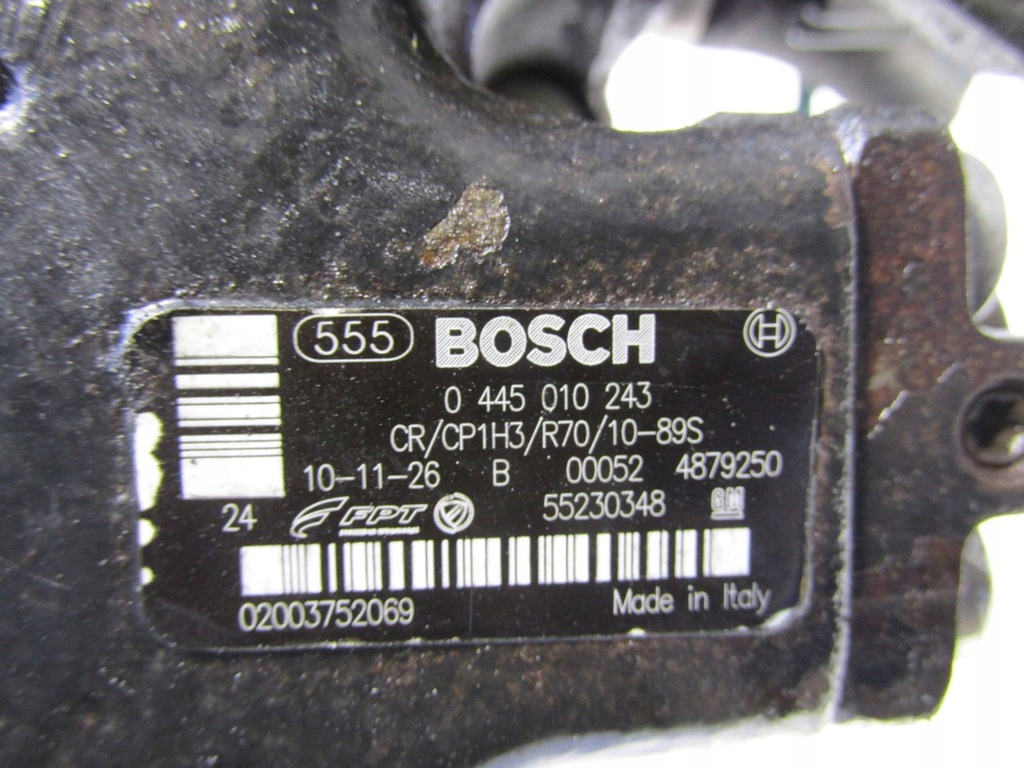 555 BOSCH H
0 445 010 243
CR/CP1H3/R70/10-89S
10-11-26 B 00052 4879250
24 FPT 55230348 GM
02003752069 Made in Italy